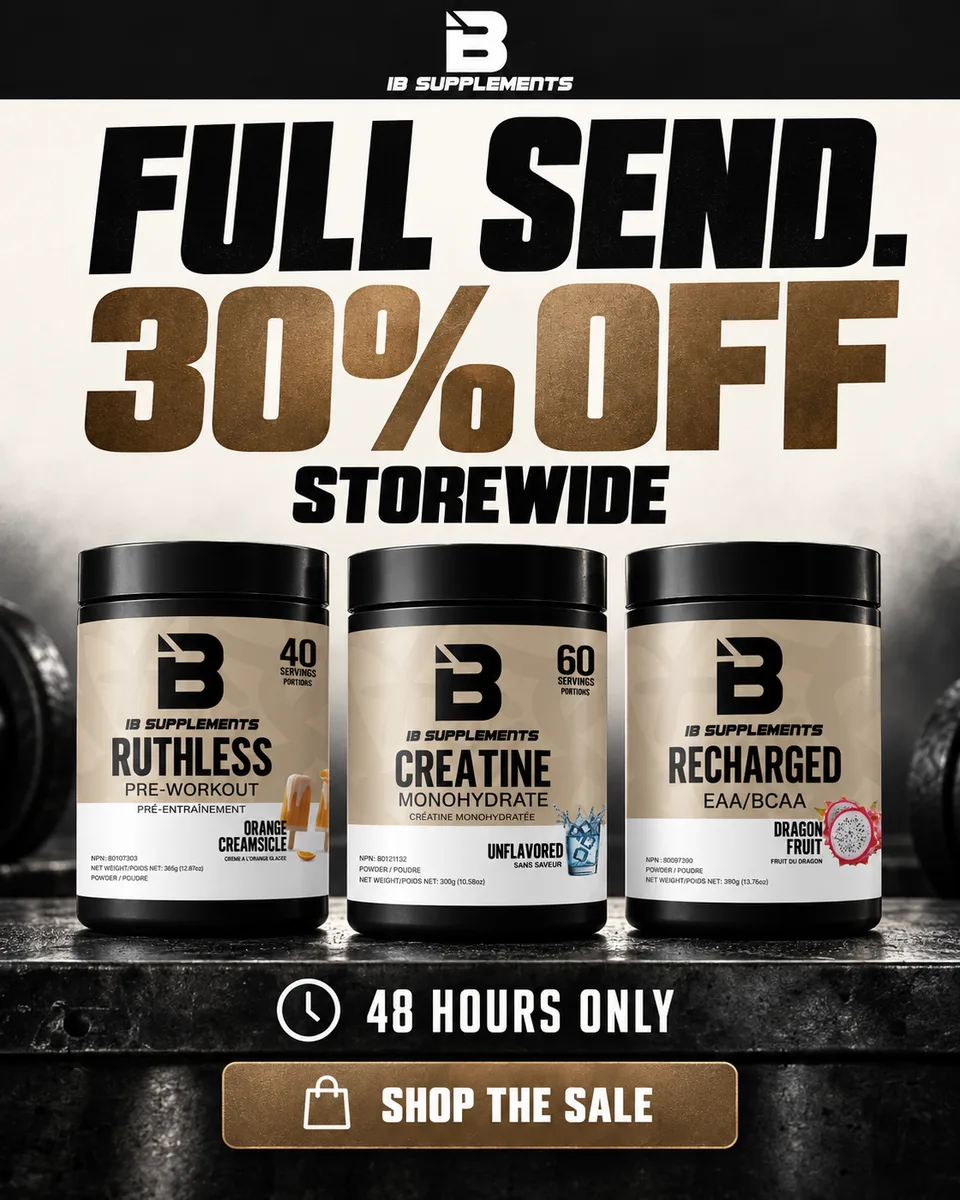 IB SUPPLEMENTS
FULL SEND.
30% OFF
STOREWIDE
40
SERVINGS
PORTIONS
IB SUPPLEMENTS
RUTHLESS
PRE-WORKOUT
PRÉ-ENTRAÎNEMENT
ORANGE
CREAMSICLE
CRÈME À L'ORANGE GLACÉE
NPN: 80107303
NET WEIGHT/POIDS NET: 365g (12.87oz)
POWDER / POUDRE
60
SERVINGS
PORTIONS
IB SUPPLEMENTS
CREATINE
MONOHYDRATE
CRÉATINE MONOHYDRATÉE
UNFLAVORED
SANS SAVEUR
NPN: 80121132
POWDER / POUDRE
NET WEIGHT/POIDS NET: 300g (10.58oz)
IB SUPPLEMENTS
RECHARGED
EAA/BCAA
DRAGON
FRUIT
FRUIT DU DRAGON
NPN: 80097390
POWDER / POUDRE
NET WEIGHT/POIDS NET: 390g (13.76oz)
48 HOURS ONLY
SHOP THE SALE